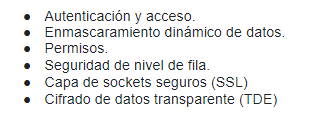 ● Autenticación y acceso.
● Enmascaramiento dinámico de datos.
● Permisos.
● Seguridad de nivel de fila.
● Capa de sockets seguros (SSL)
● Cifrado de datos transparente (TDE)